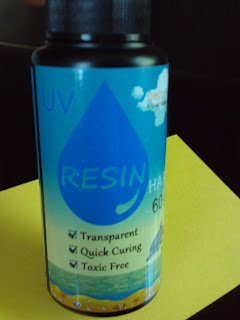 UV
RESIN
HA
60
Transparent
Quick Curing
Toxic Free